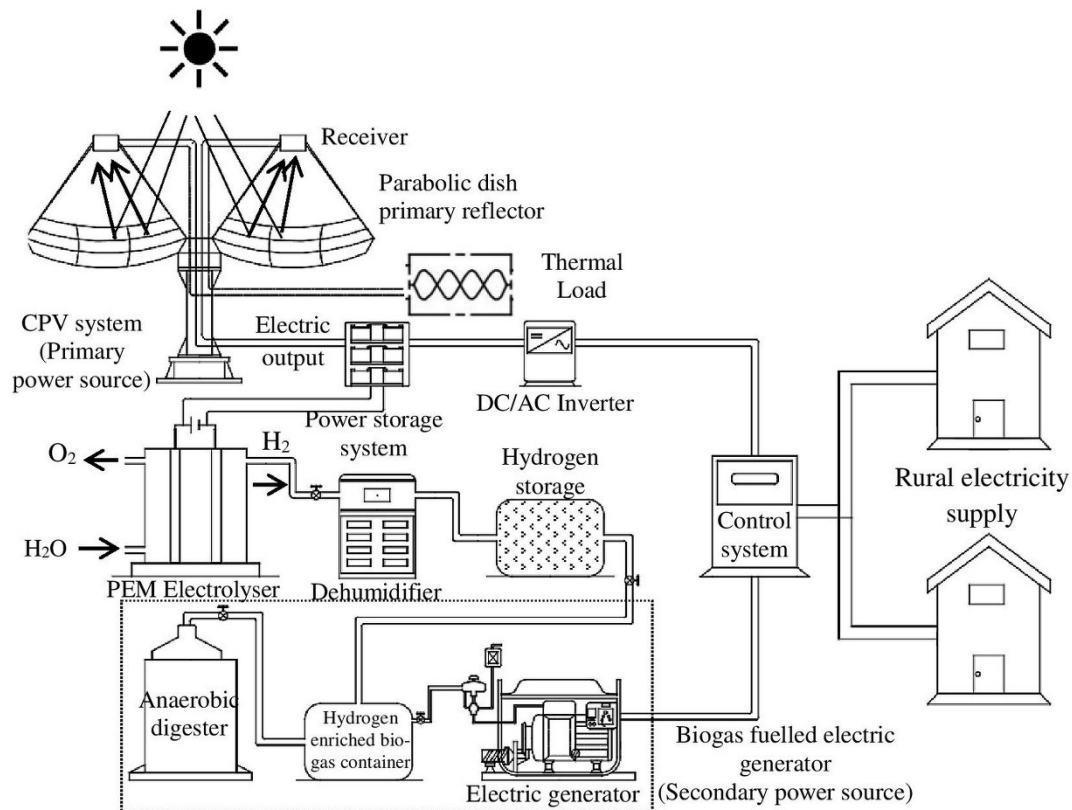 Receiver
Parabolic dish
primary reflector
Thermal
Load
CPV system
(Primary
power source)
Electric
output
DC/AC Inverter
Power storage
system
O₂
H₂
H₂O
PEM Electrolyser
Dehumidifier
Hydrogen
storage
Control
system
Rural electricity
supply
Anaerobic
digester
Hydrogen
enriched bio-
gas container
Electric generator
Biogas fuelled electric
generator
(Secondary power source)